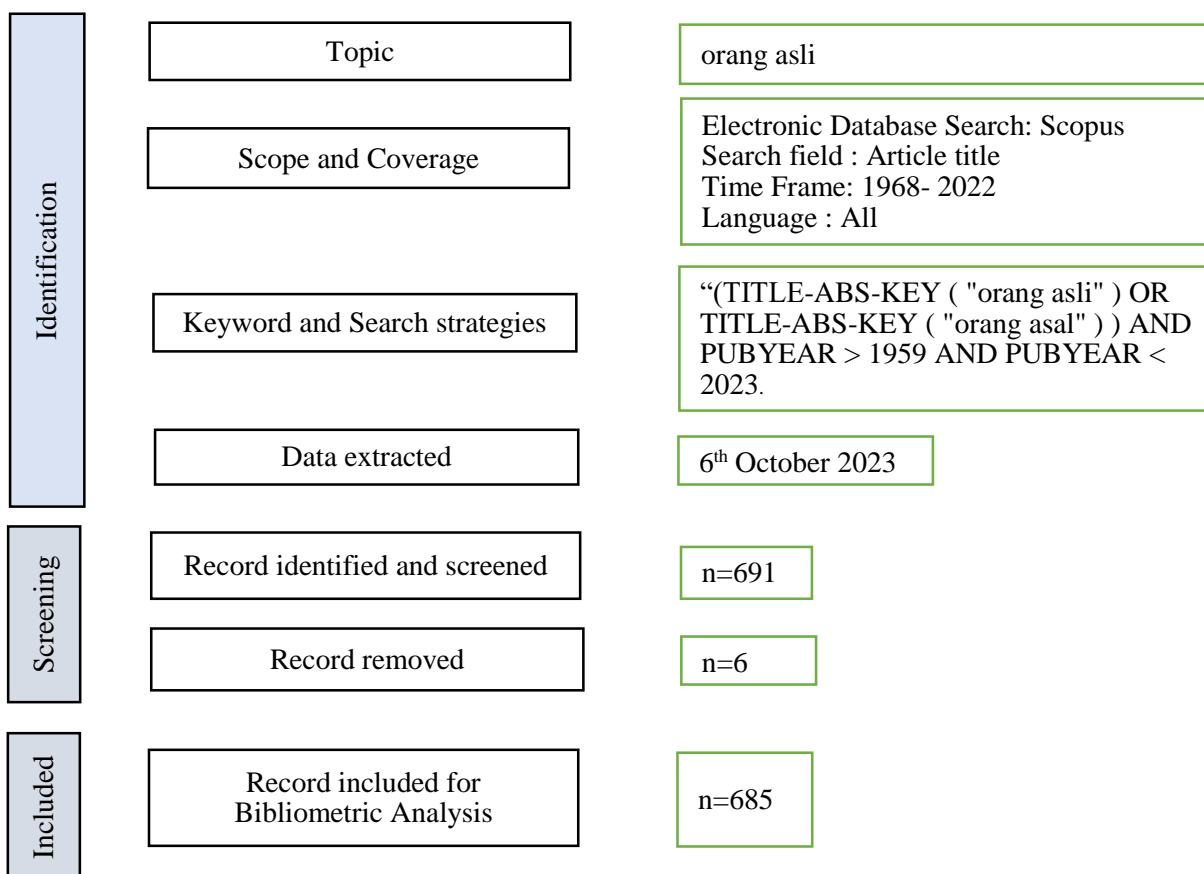 Identification
Topic
orang asli
Scope and Coverage
Electronic Database Search: Scopus
Search field : Article title
Time Frame: 1968- 2022
Language : All
Keyword and Search strategies
“(TITLE-ABS-KEY ( "orang asli" ) OR
TITLE-ABS-KEY ( "orang asal" ) ) AND
PUBYEAR > 1959 AND PUBYEAR <
2023.
Data extracted
6th October 2023
Screening
Record identified and screened
n=691
Record removed
n=6
Included
Record included for
Bibliometric Analysis
n=685